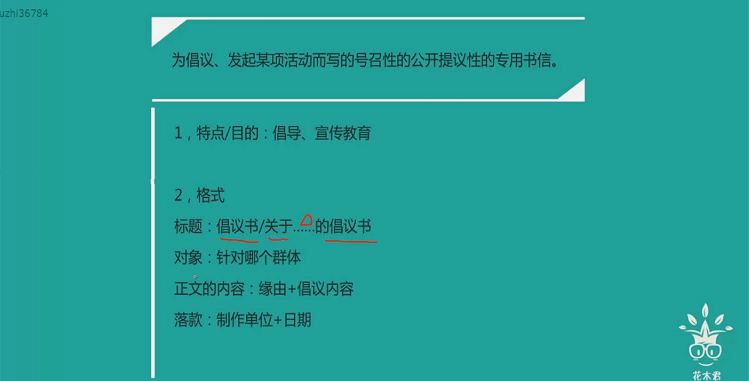 uzhi36784
为倡议、发起某项活动而写的号召性的公开提议性的专用书信。
1，特点/目的：倡导、宣传教育
2，格式
标题：倡议书/关于……的倡议书
对象：针对哪个群体
正文的内容：缘由+倡议内容
落款：制作单位+日期
花木君